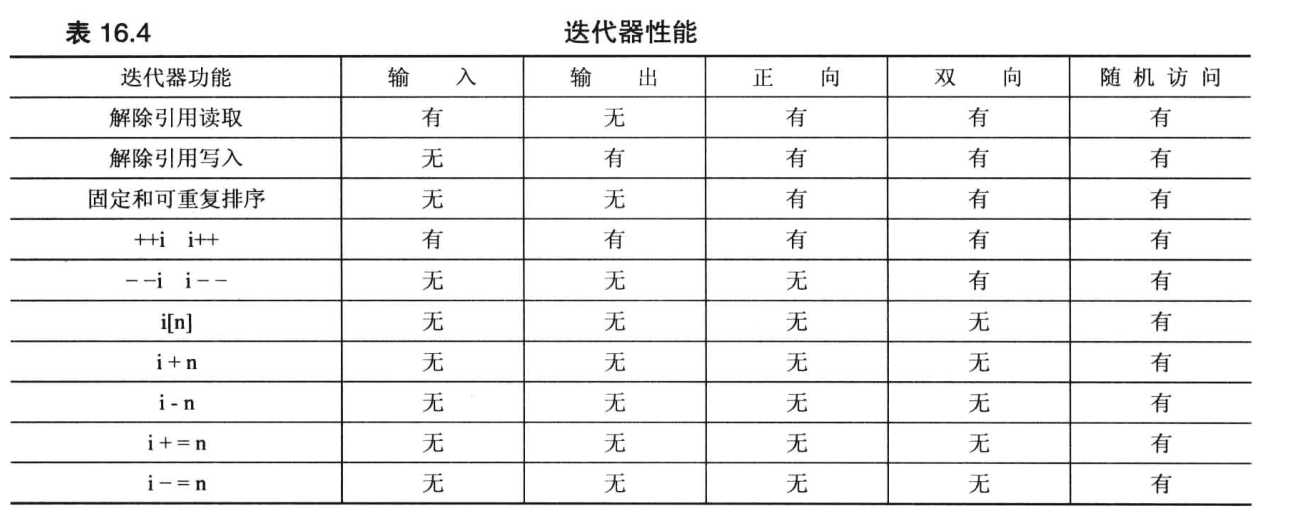 表 16.4 迭代器性能
迭代器功能 输 入 输 出 正 向 双 向 随 机 访 问
解除引用读取 有 无 有 有 有
解除引用写入 无 有 有 有 有
固定和可重复排序 无 无 有 有 有
++i i++ 有 有 有 有 有
– –i i – – 无 无 无 有 有
i[n] 无 无 无 无 有
i + n 无 无 无 无 有
i - n 无 无 无 无 有
i + = n 无 无 无 无 有
i – = n 无 无 无 无 有